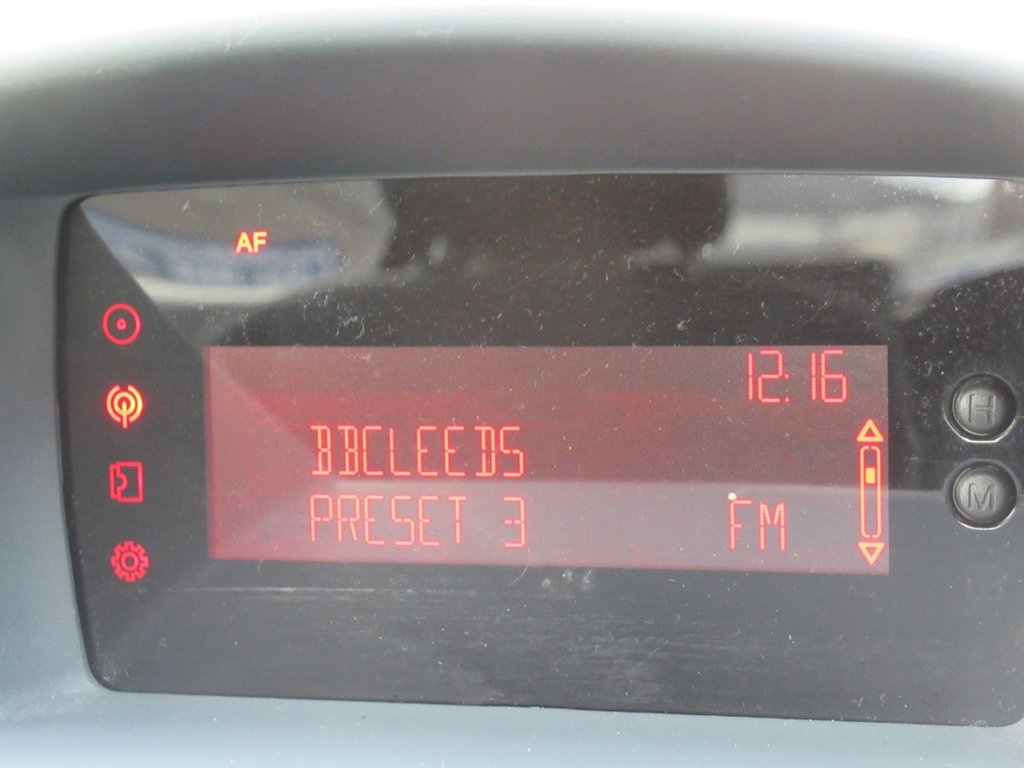 AF
12:16
BBCLEEDS
PRESET 3 FM
H
M